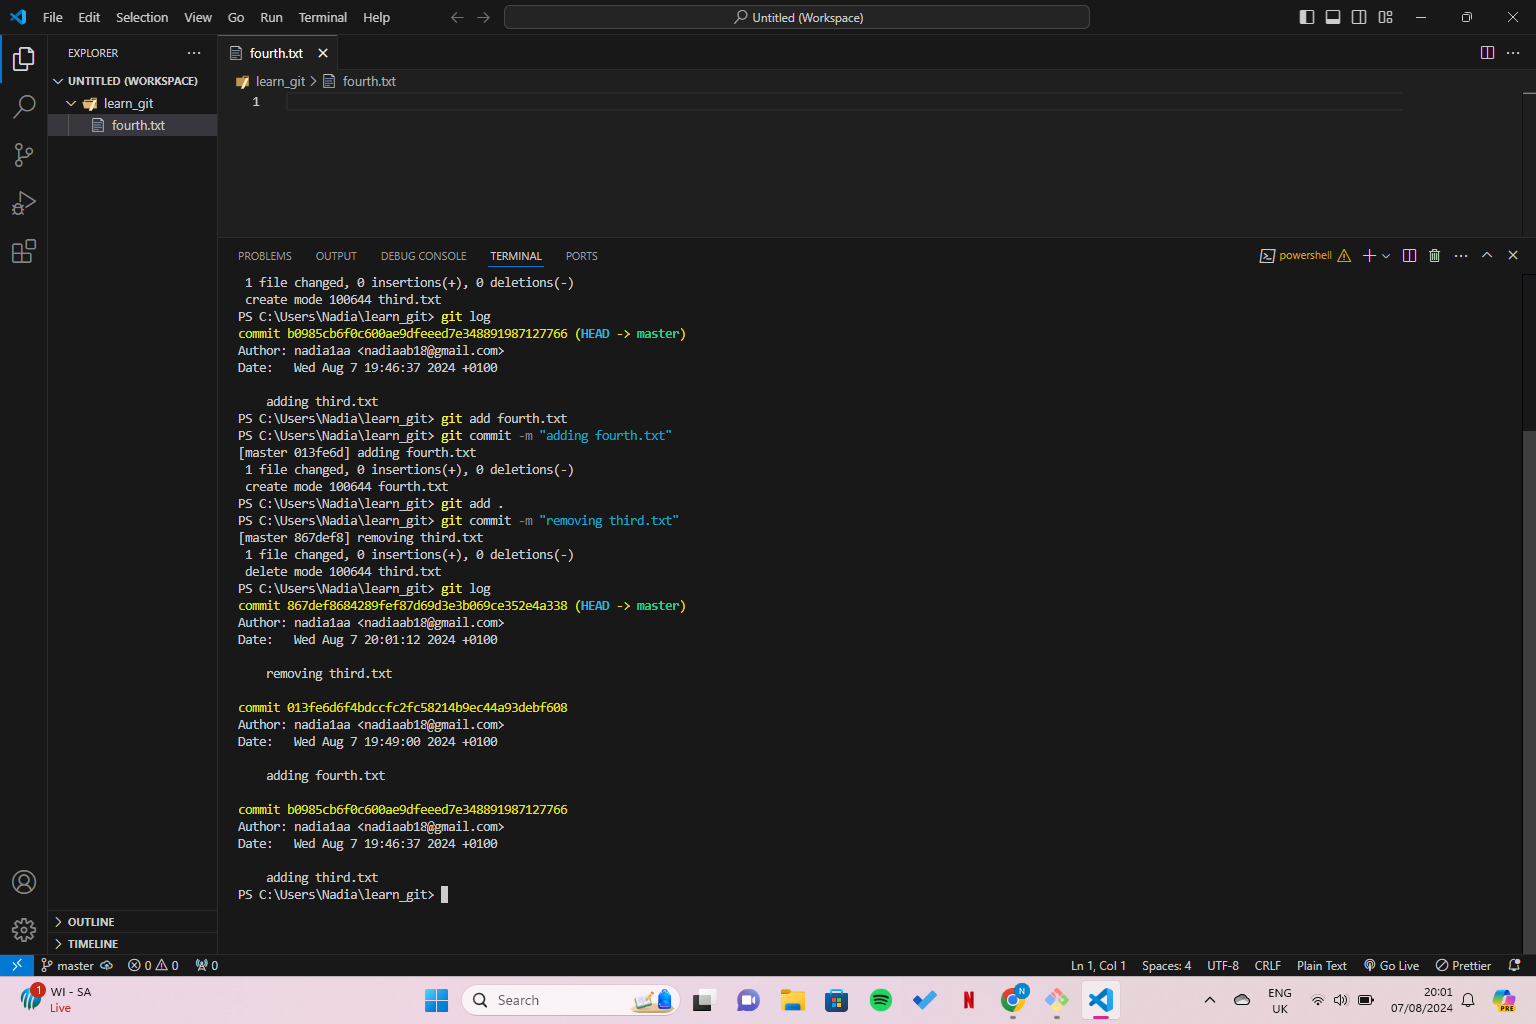 File Edit Selection View Go Run Terminal Help
Untitled (Workspace)
EXPLORER
UNTITLED (WORKSPACE)
learn_git
fourth.txt
fourth.txt
learn_git > fourth.txt
1
PROBLEMS OUTPUT DEBUG CONSOLE TERMINAL PORTS
powershell
1 file changed, 0 insertions(+), 0 deletions(-)
create mode 100644 third.txt
PS C:\Users\Nadia\learn_git> git log
commit b0985cb6f0c600ae9dfeeed7e348891987127766 (HEAD -> master)
Author: nadia1aa <nadiaab18@gmail.com>
Date:   Wed Aug 7 19:46:37 2024 +0100
adding third.txt
PS C:\Users\Nadia\learn_git> git add fourth.txt
PS C:\Users\Nadia\learn_git> git commit -m "adding fourth.txt"
[master 013fe6d] adding fourth.txt
1 file changed, 0 insertions(+), 0 deletions(-)
create mode 100644 fourth.txt
PS C:\Users\Nadia\learn_git> git add .
PS C:\Users\Nadia\learn_git> git commit -m "removing third.txt"
[master 867def8] removing third.txt
1 file changed, 0 insertions(+), 0 deletions(-)
delete mode 100644 third.txt
PS C:\Users\Nadia\learn_git> git log
commit 867def8684289fef87d69d3e3b069ce352e4a338 (HEAD -> master)
Author: nadia1aa <nadiaab18@gmail.com>
Date:   Wed Aug 7 20:01:12 2024 +0100
removing third.txt
commit 013fe6d6f4bdccfc2fc58214b9ec44a93debf608
Author: nadia1aa <nadiaab18@gmail.com>
Date:   Wed Aug 7 19:49:00 2024 +0100
adding fourth.txt
commit b0985cb6f0c600ae9dfeeed7e348891987127766
Author: nadia1aa <nadiaab18@gmail.com>
Date:   Wed Aug 7 19:46:37 2024 +0100
adding third.txt
PS C:\Users\Nadia\learn_git>
OUTLINE
TIMELINE
master 0 0 0 Ln 1, Col 1 Spaces: 4 UTF-8 CRLF Plain Text Go Live Prettier
1 WI - SA
Live
Search
N
N
ENG
UK
20:01
07/08/2024
PRE